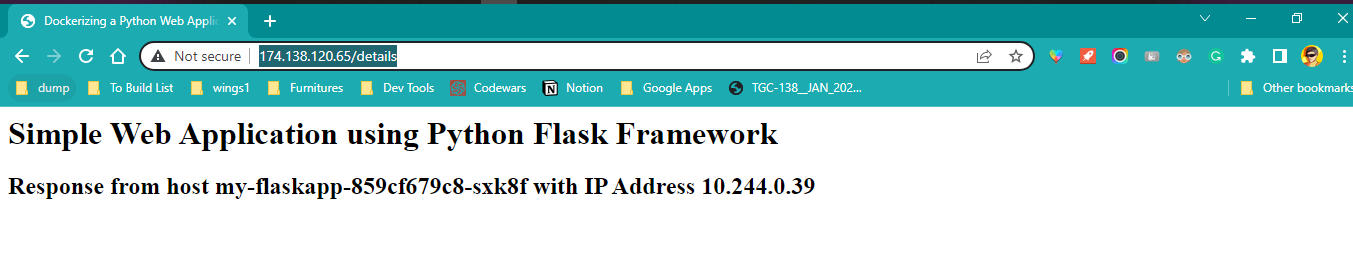 Dockerizing a Python Web Applic
Not secure 174.138.120.65/details
dump To Build List wings1 Furnitures Dev Tools Codewars Notion Google Apps TGC-138__JAN_202... Other bookmarks
Simple Web Application using Python Flask Framework
Response from host my-flaskapp-859cf679c8-sxk8f with IP Address 10.244.0.39